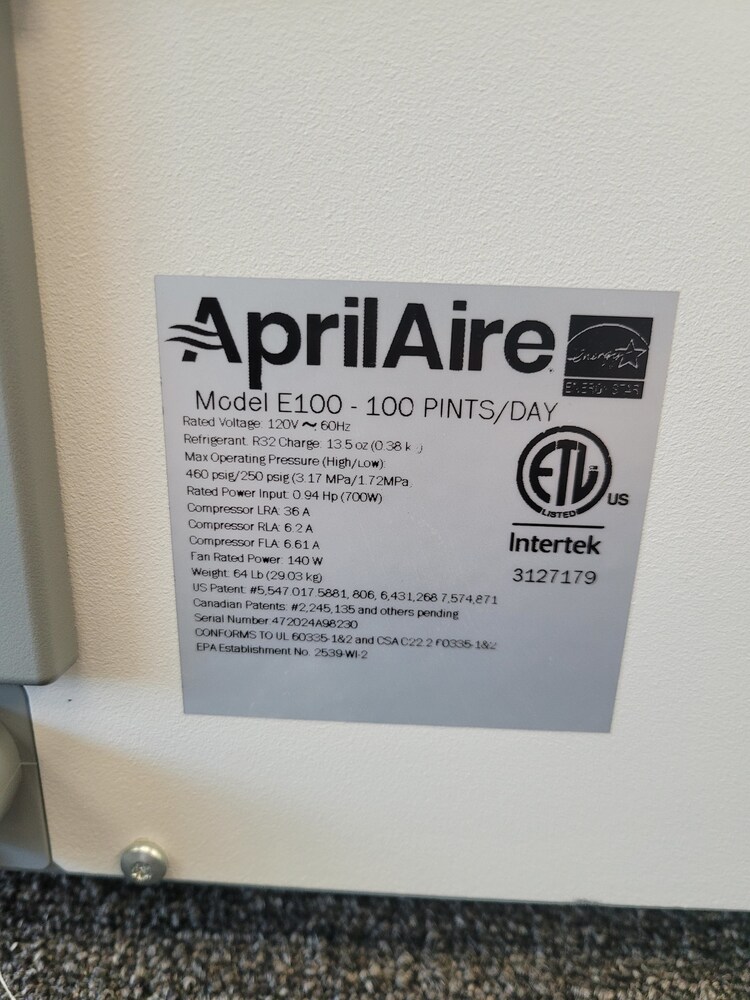 AprilAire
energy
ENERGY STAR
Model E100 - 100 PINTS/DAY
Rated Voltage: 120V ~ 60Hz
Refrigerant: R32 Charge: 13.5 oz (0.38 k
Max Operating Pressure (High/Low):
460 psig/250 psig (3.17 MPa/1.72MPa
Rated Power Input: 0.94 Hp (700W)
Compressor LRA: 36 A
Compressor RLA: 6.2 A
Compressor FLA: 6.61 A
Fan Rated Power: 140 W
Weight: 64 Lb (29.03 kg)
US Patent: #5,547,017 5881, 806, 6,431,268 7,574,871
Canadian Patents: #2,245,135 and others pending
Serial Number 472024A98230
CONFORMS TO UL 60335-1&2 and CSA C22.2 60335-1&2
EPA Establishment No. 2539-WI-2
ETL
LISTED
US
Intertek
3127179